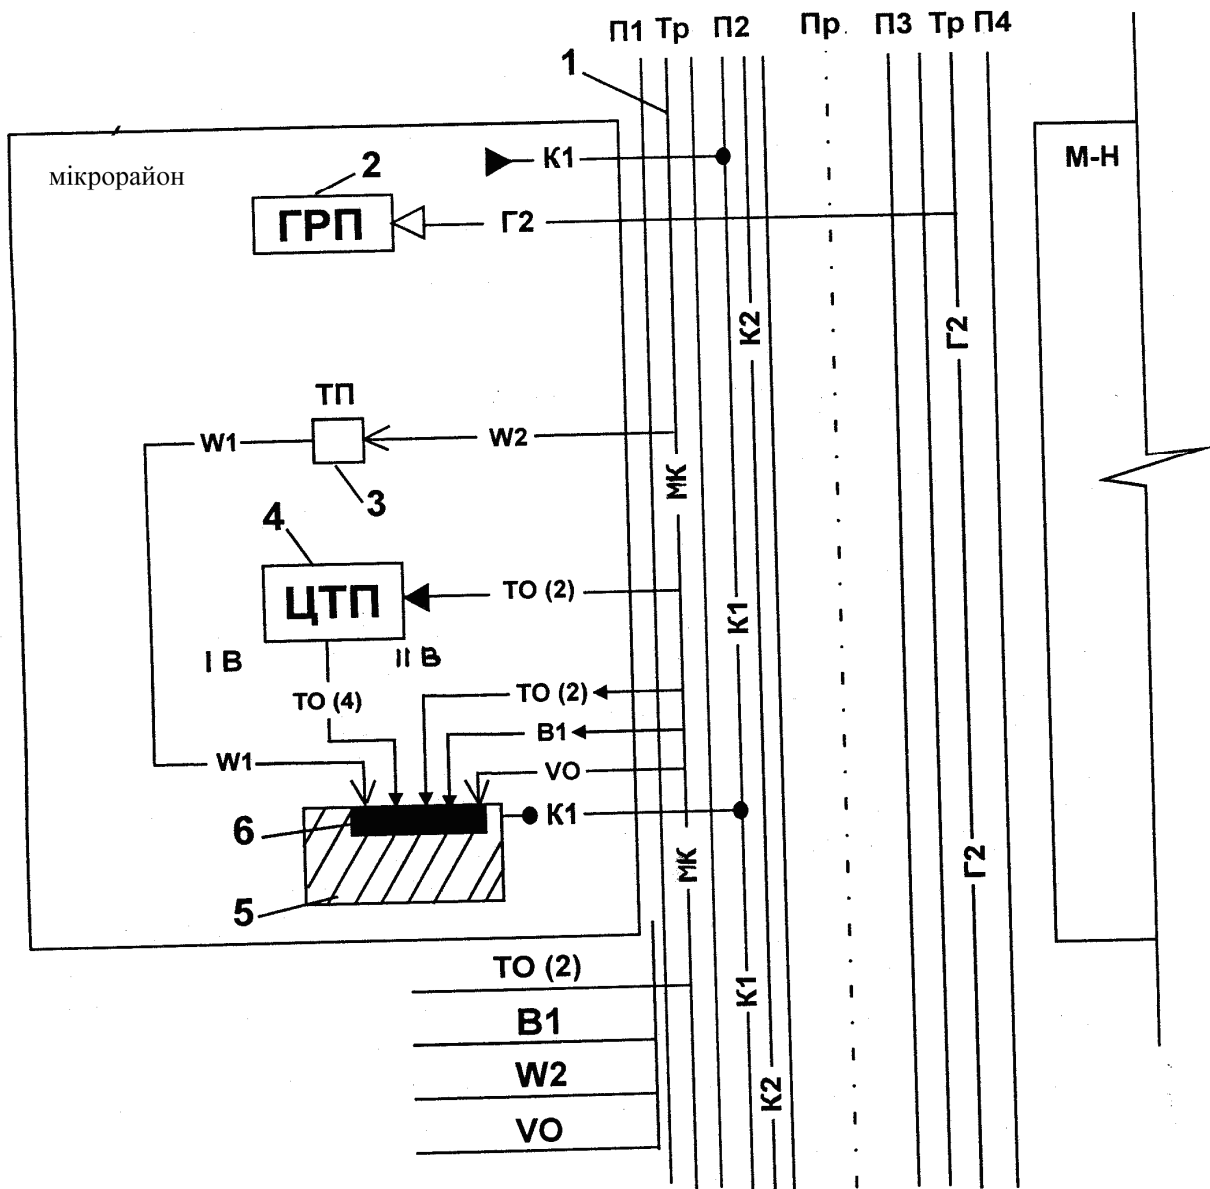 П1 Тр П2 Пр. П3 Тр П4
1
мікрорайон
2
К1
М-Н
ГРП
Г2
К2
Г2
ТП
W1
W2
3
МК
4
ЦТП
ТО (2)
К1
І В
ІІ В
ТО (4)
ТО (2)
В1
W1
VO
6
К1
МК
Г2
5
ТО (2)
К1
В1
W2
К2
VO